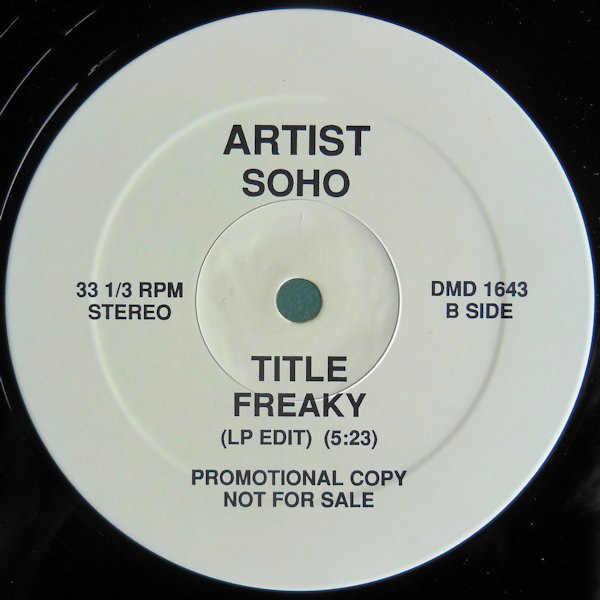 ARTIST
SOHO
33 1/3 RPM
STEREO
DMD 1643
B SIDE
TITLE
FREAKY
(LP EDIT) (5:23)
PROMOTIONAL COPY
NOT FOR SALE